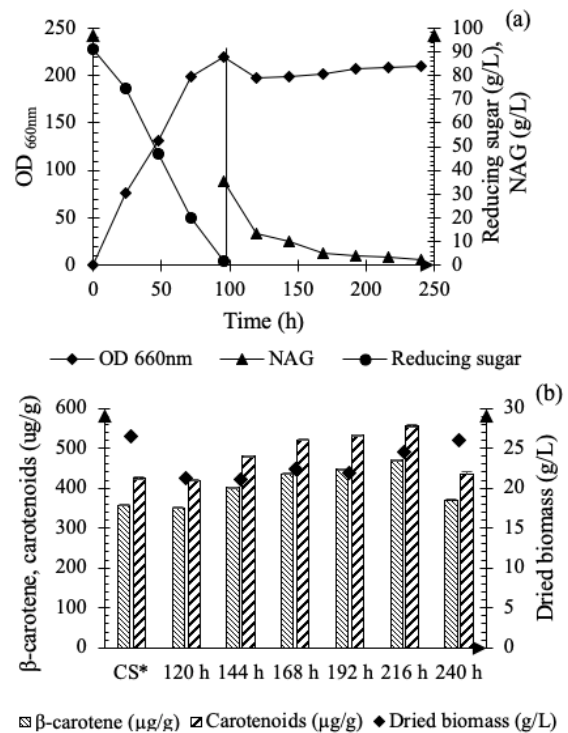 (a)
250
200
150
100
50
0
OD 660nm
100
90
80
70
60
50
40
30
20
10
0
Reducing sugar (g/L),
NAG (g/L)
0 50 100 150 200 250
Time (h)
OD 660nm NAG Reducing sugar
(b)
600
500
400
300
200
100
0
β-carotene, carotenoids (ug/g)
30
25
20
15
10
5
0
Dried biomass (g/L)
CS* 120 h 144 h 168 h 192 h 216 h 240 h
β-carotene (µg/g) Carotenoids (µg/g) Dried biomass (g/L)